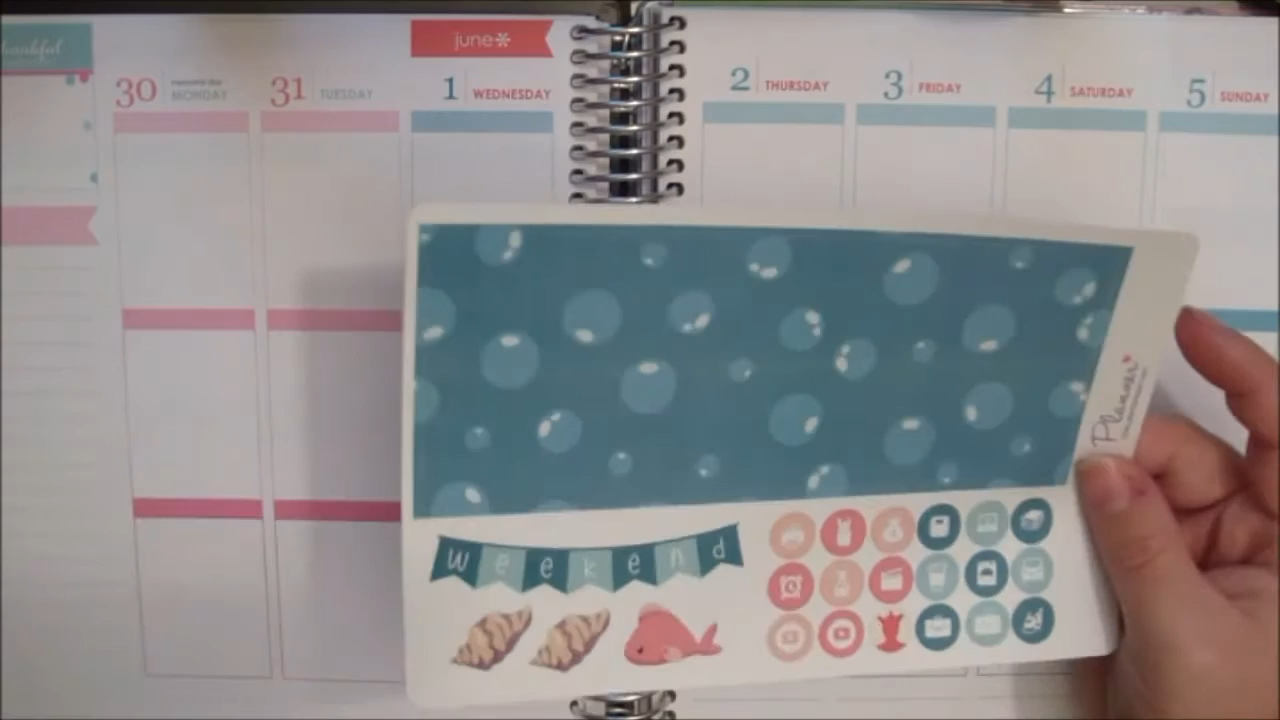 thankful
june*
30 MONDAY
31 TUESDAY
1 WEDNESDAY
2 THURSDAY
3 FRIDAY
4 SATURDAY
5 SUNDAY
Planner
weekend